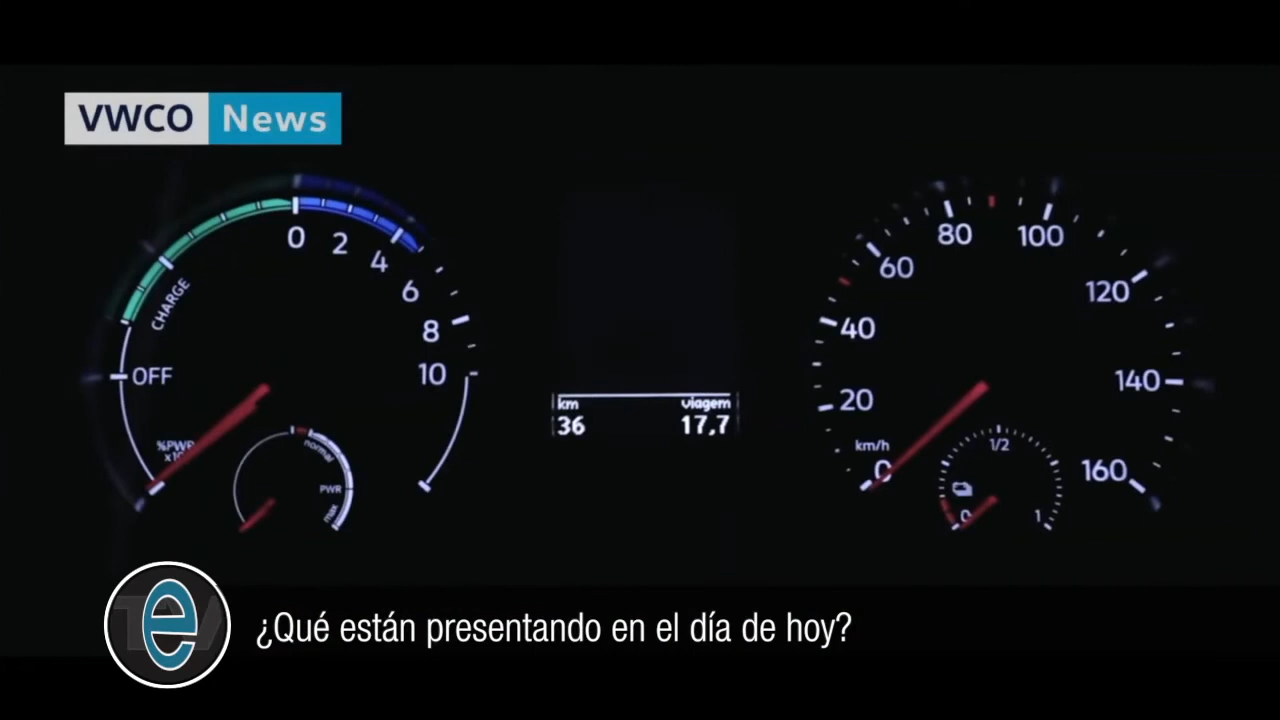 VWCO News
0
2
4
6
8
10
CHARGE
OFF
%PWR
x10
normal
PWR
max
km viagem
36 17,7
0
20
40
60
80
100
120
140
160
km/h
1/2
0
1
e
¿Qué están presentando en el día de hoy?